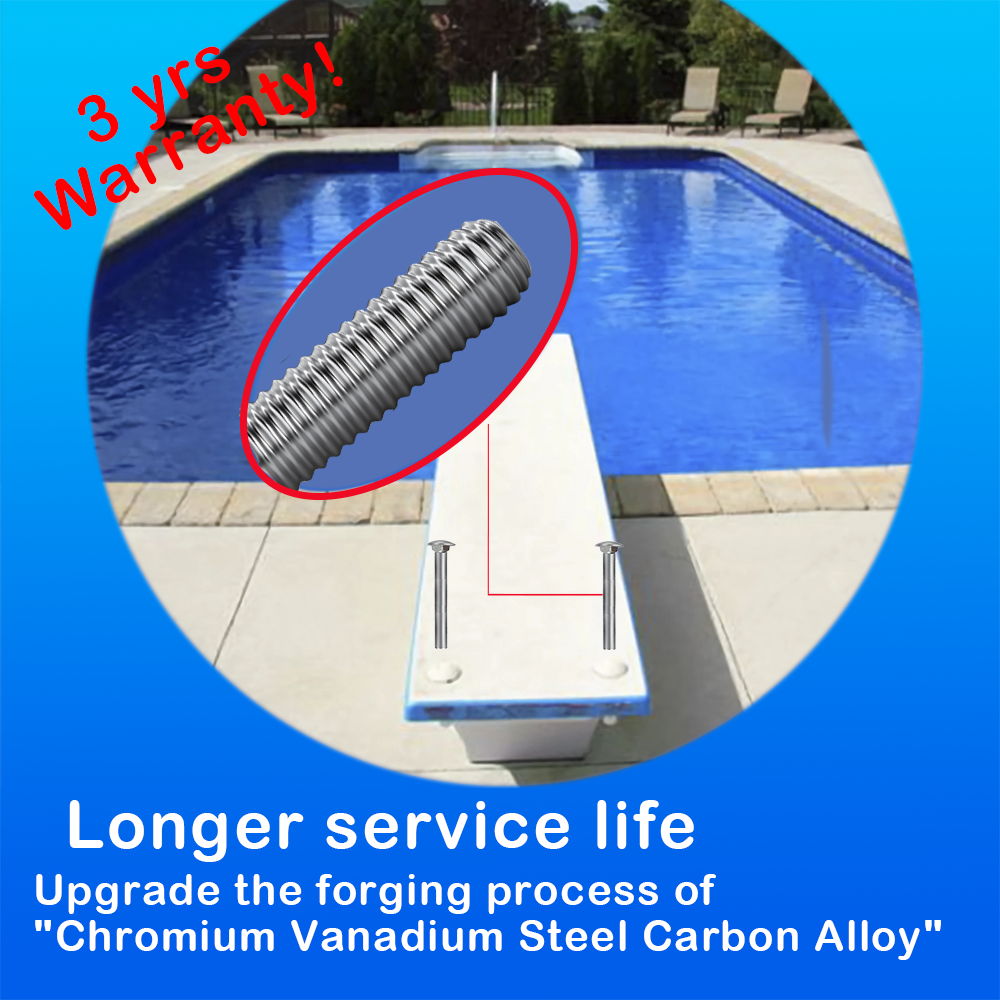 3 yrs
Warranty!
Longer service life
Upgrade the forging process of
"Chromium Vanadium Steel Carbon Alloy"